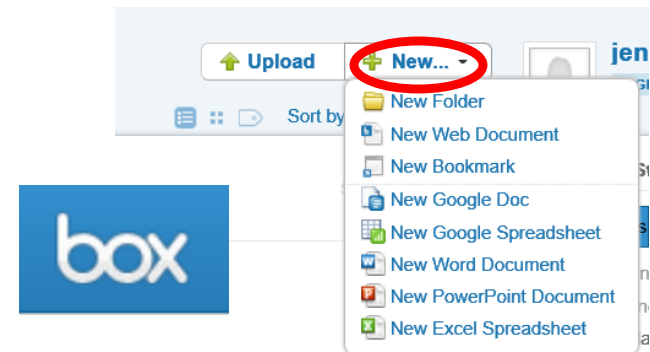 Upload
New...
jen
Sort by
New Folder
New Web Document
New Bookmark
New Google Doc
New Google Spreadsheet
New Word Document
New PowerPoint Document
New Excel Spreadsheet
box